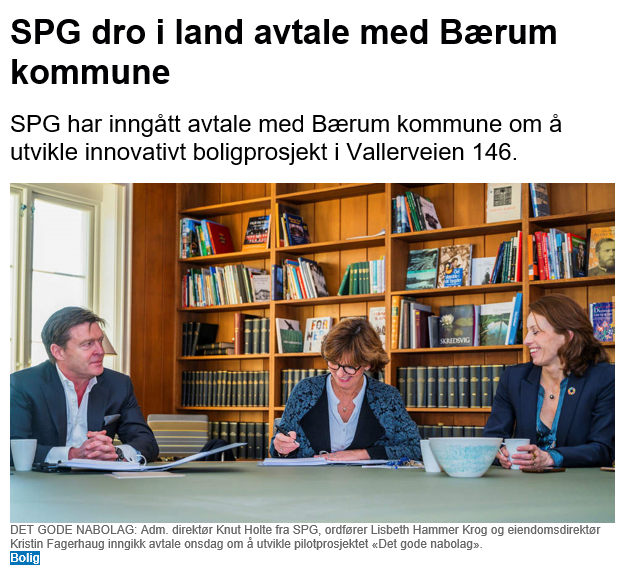 SPG dro i land avtale med Bærum
kommune
SPG har inngått avtale med Bærum kommune om å
utvikle innovativt boligprosjekt i Vallerveien 146.
SKREDSVIG
DET GODE NABOLAG: Adm. direktør Knut Holte fra SPG, ordfører Lisbeth Hammer Krog og eiendomsdirektør
Kristin Fagerhaug inngikk avtale onsdag om å utvikle pilotprosjektet «Det gode nabolag».
Bolig